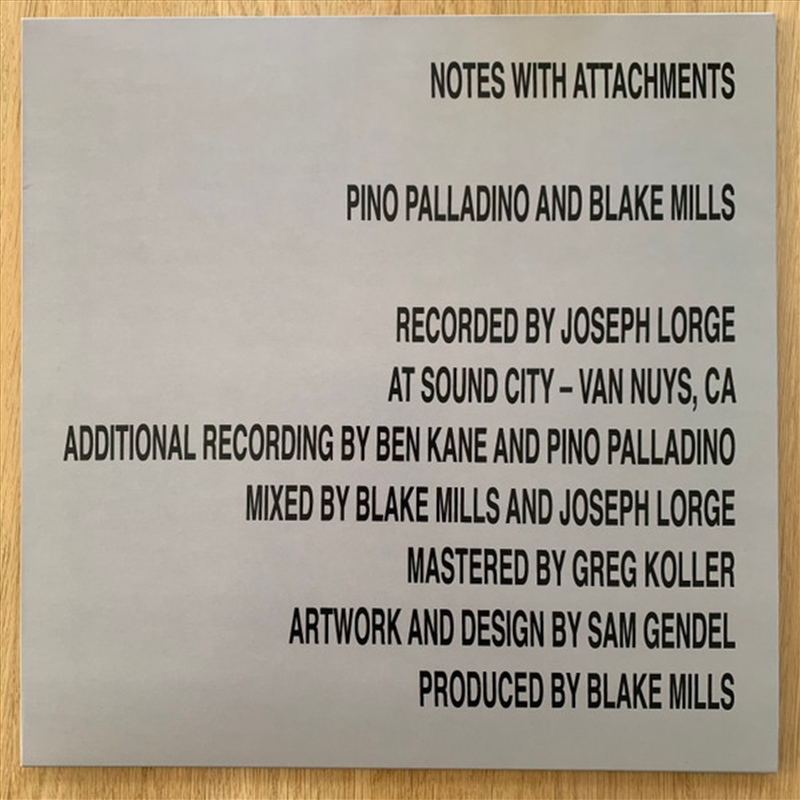 NOTES WITH ATTACHMENTS
PINO PALLADINO AND BLAKE MILLS
RECORDED BY JOSEPH LORGE
AT SOUND CITY – VAN NUYS, CA
ADDITIONAL RECORDING BY BEN KANE AND PINO PALLADINO
MIXED BY BLAKE MILLS AND JOSEPH LORGE
MASTERED BY GREG KOLLER
ARTWORK AND DESIGN BY SAM GENDEL
PRODUCED BY BLAKE MILLS